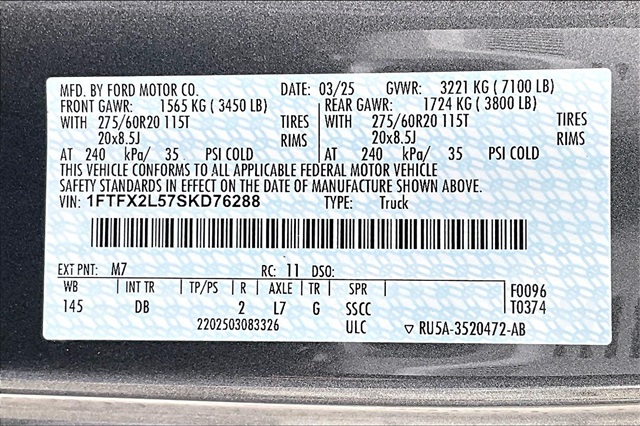 MFD. BY FORD MOTOR CO. DATE: 03/25 GVWR: 3221 KG ( 7100 LB)
FRONT GAWR: 1565 KG ( 3450 LB) REAR GAWR: 1724 KG ( 3800 LB)
WITH 275/60R20 115T TIRES WITH 275/60R20 115T TIRES
20x8.5J RIMS 20x8.5J RIMS
AT 240 kPa/ 35 PSI COLD AT 240 kPa/ 35 PSI COLD
THIS VEHICLE CONFORMS TO ALL APPLICABLE FEDERAL MOTOR VEHICLE
SAFETY STANDARDS IN EFFECT ON THE DATE OF MANUFACTURE SHOWN ABOVE.
VIN: 1FTFX2L57SKD76288 TYPE: Truck
EXT PNT: M7 RC: 11 DSO:
WB INT TR TP/PS R AXLE TR SPR F0096
145 DB 2 L7 G SSCC T0374
2202503083326 ULC ▽ RU5A-3520472-AB